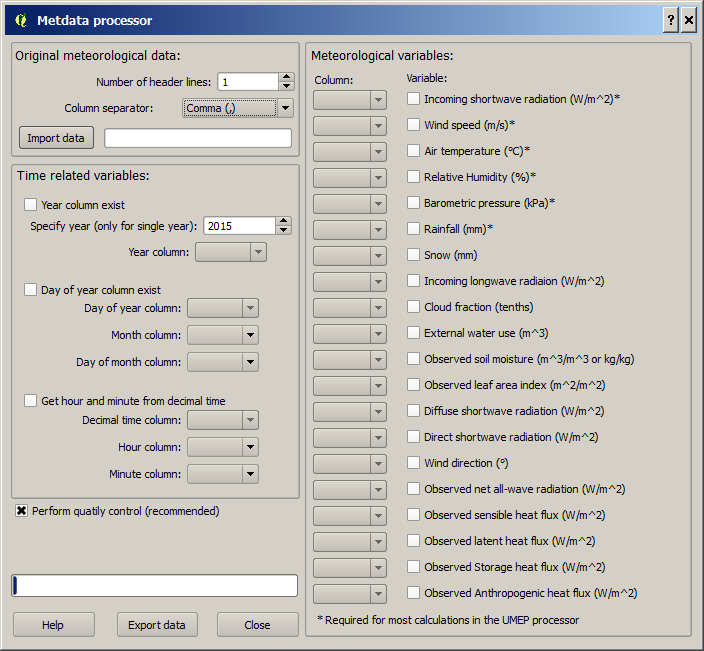 Metdata processor
Original meteorological data:
Number of header lines: 1
Column separator: Comma (,)
Import data
Time related variables:
Year column exist
Specify year (only for single year): 2015
Year column:
Day of year column exist
Day of year column:
Month column:
Day of month column:
Get hour and minute from decimal time
Decimal time column:
Hour column:
Minute column:
Perform quatily control (recommended)
Help
Export data
Close
Meteorological variables:
Column: Variable:
Incoming shortwave radiation (W/m^2)*
Wind speed (m/s)*
Air temperature (°C)*
Relative Humidity (%)*
Barometric pressure (kPa)*
Rainfall (mm)*
Snow (mm)
Incoming longwave radiaion (W/m^2)
Cloud fraction (tenths)
External water use (m^3)
Observed soil moisture (m^3/m^3 or kg/kg)
Observed leaf area index (m^2/m^2)
Diffuse shortwave radiation (W/m^2)
Direct shortwave radiation (W/m^2)
Wind direction (°)
Observed net all-wave radiation (W/m^2)
Observed sensible heat flux (W/m^2)
Observed latent heat flux (W/m^2)
Observed Storage heat flux (W/m^2)
Observed Anthropogenic heat flux (W/m^2)
* Required for most calculations in the UMEP processor